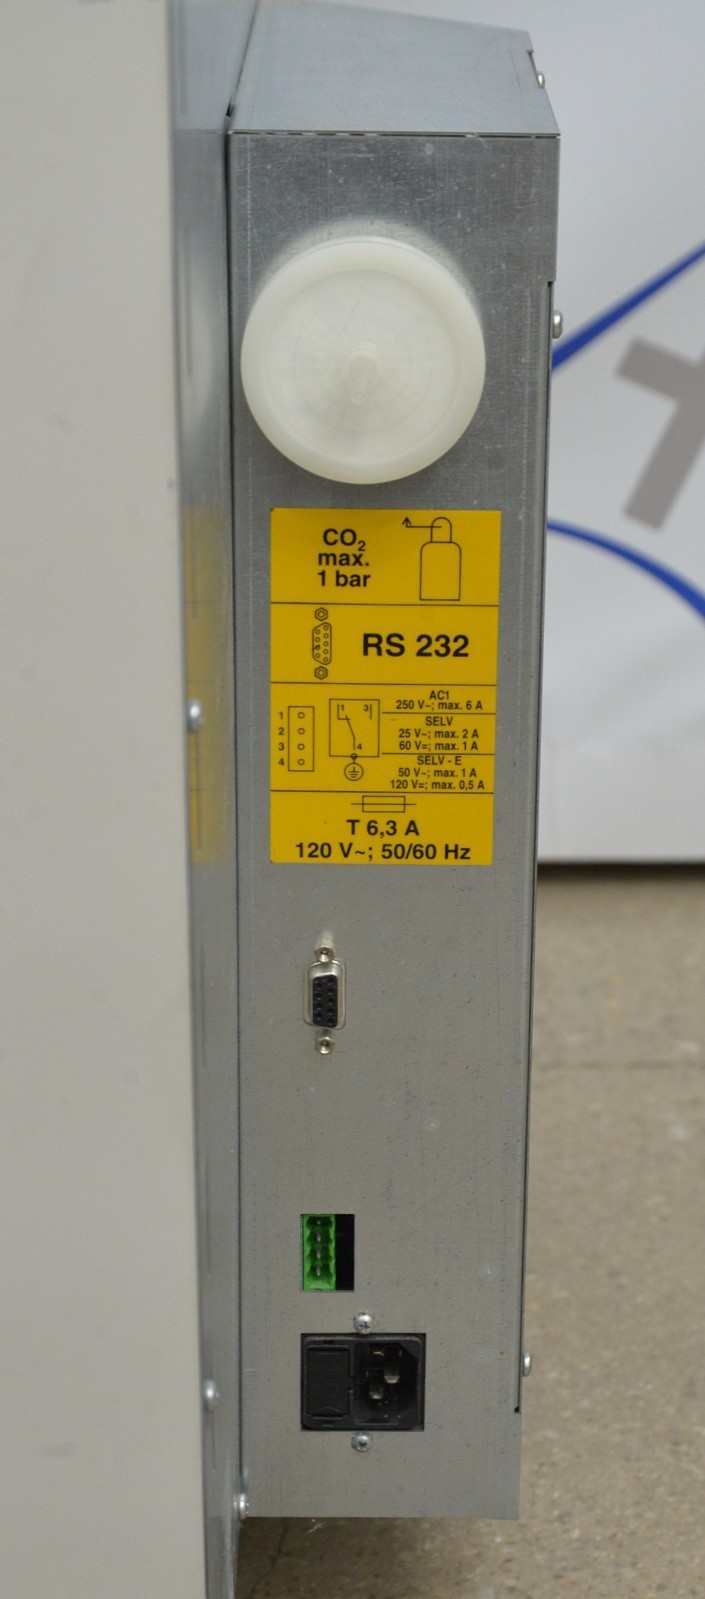 CO₂
max.
1 bar
RS 232
1
2
3
4
1 3
4
AC1
250 V~; max. 6 A
SELV
25 V~; max. 2 A
60 V=; max. 1 A
SELV - E
50 V~; max. 1 A
120 V=; max. 0,5 A
T 6,3 A
120 V~; 50/60 Hz